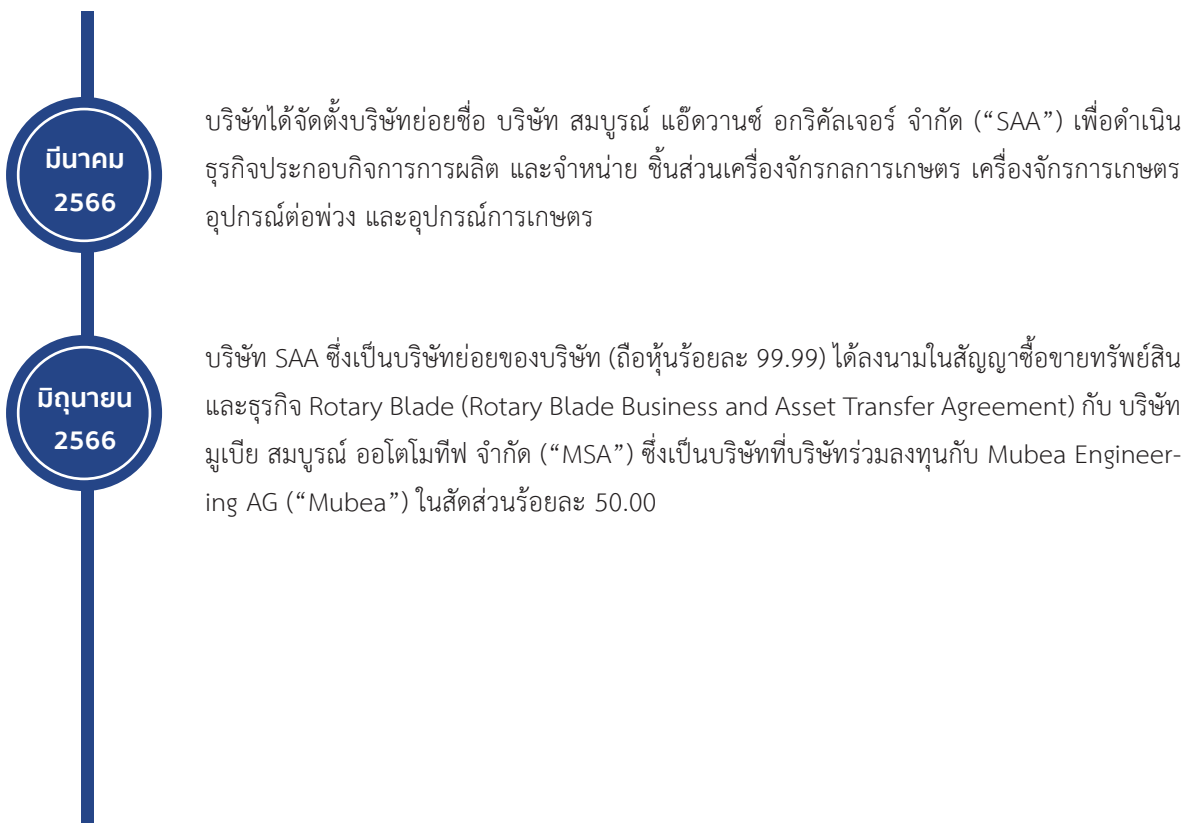 มีนาคม
2566
บริษัทได้จัดตั้งบริษัทย่อยชื่อ บริษัท สมบูรณ์ แอ๊ดวานซ์ อกริคัลเจอร์ จำกัด (“SAA”) เพื่อดำเนิน
ธุรกิจประกอบกิจการการผลิต และจำหน่าย ชิ้นส่วนเครื่องจักรกลการเกษตร เครื่องจักรการเกษตร
อุปกรณ์ต่อพ่วง และอุปกรณ์การเกษตร
มิถุนายน
2566
บริษัท SAA ซึ่งเป็นบริษัทย่อยของบริษัท (ถือหุ้นร้อยละ 99.99) ได้ลงนามในสัญญาซื้อขายทรัพย์สิน
และธุรกิจ Rotary Blade (Rotary Blade Business and Asset Transfer Agreement) กับ บริษัท
มูเบีย สมบูรณ์ ออโตโมทีฟ จำกัด (“MSA”) ซึ่งเป็นบริษัทที่บริษัทร่วมลงทุนกับ Mubea Engineer-
ing AG (“Mubea”) ในสัดส่วนร้อยละ 50.00